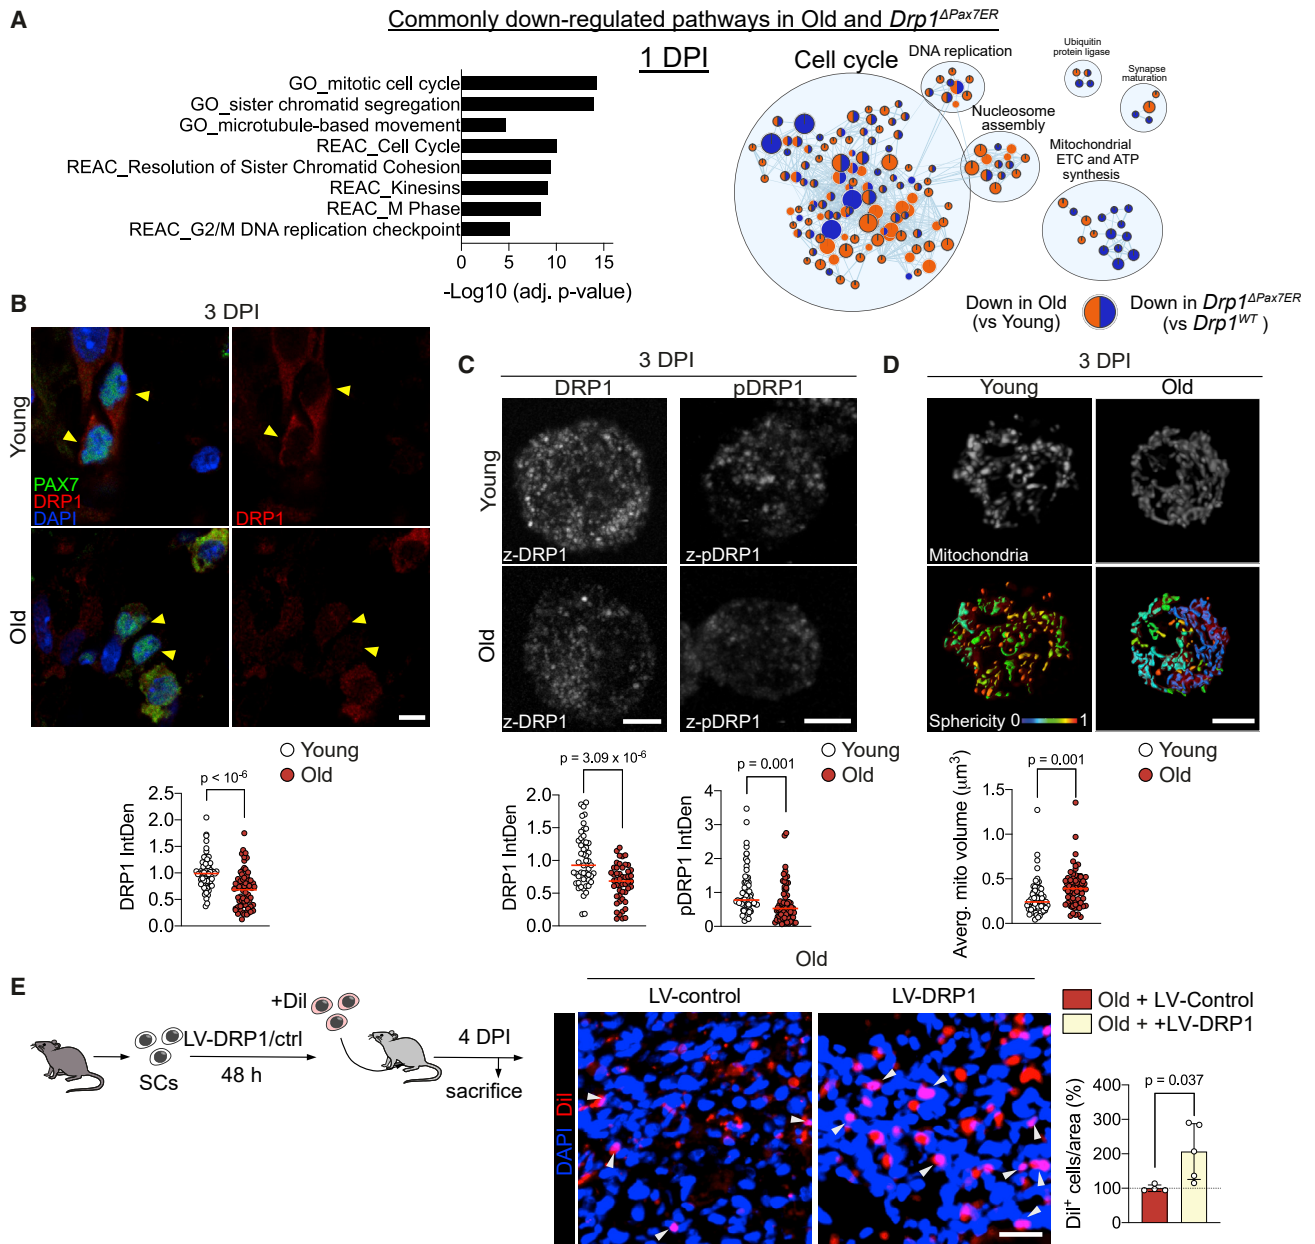 A
Commonly down-regulated pathways in Old and Drp1ΔPax7ER
1 DPI
GO_mitotic cell cycle
GO_sister chromatid segregation
GO_microtubule-based movement
REAC_Cell Cycle
REAC_Resolution of Sister Chromatid Cohesion
REAC_Kinesins
REAC_M Phase
REAC_G2/M DNA replication checkpoint
0 5 10 15
-Log10 (adj. p-value)
Cell cycle
DNA replication
Ubiquitin
protein ligase
Synapse
maturation
Nucleosome
assembly
Mitochondrial
ETC and ATP
synthesis
Down in Old
(vs Young)
Down in Drp1ΔPax7ER
(vs Drp1WT)
B
3 DPI
Young
PAX7
DRP1
DAPI
DRP1
Old
Young
Old
p < 10-6
DRP1 IntDen
2.5
2.0
1.5
1.0
0.5
0.0
C
3 DPI
DRP1 pDRP1
Young
z-DRP1 z-pDRP1
Old
z-DRP1 z-pDRP1
Young
Old
p = 3.09 x 10-6
DRP1 IntDen
2.0
1.5
1.0
0.5
0.0
p = 0.001
pDRP1 IntDen
4
3
2
1
0
D
3 DPI
Young Old
Mitochondria
Sphericity 0 1
Young
Old
p = 0.001
Averg. mito volume (μm3)
1.5
1.0
0.5
0.0
E
SCs
LV-DRP1/ctrl
48 h
+Dil
4 DPI
sacrifice
Old
LV-control LV-DRP1
DAPI Dil
Old + LV-Control
Old + +LV-DRP1
p = 0.037
Dil+ cells/area (%)
400
300
200
100
0